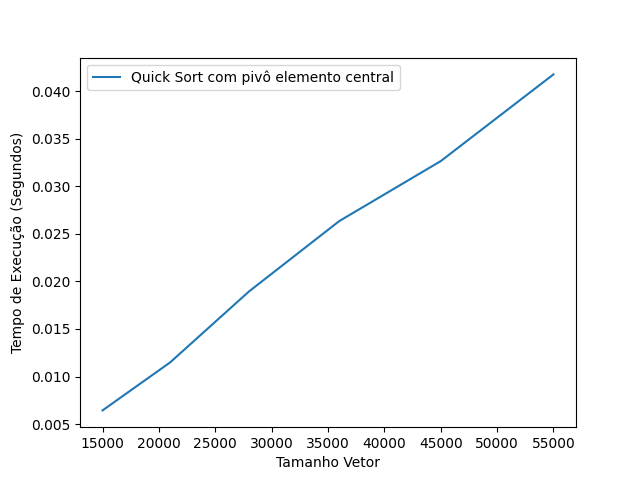 Quick Sort com pivô elemento central
Tempo de Execução (Segundos)
0.040
0.035
0.030
0.025
0.020
0.015
0.010
0.005
15000 20000 25000 30000 35000 40000 45000 50000 55000
Tamanho Vetor